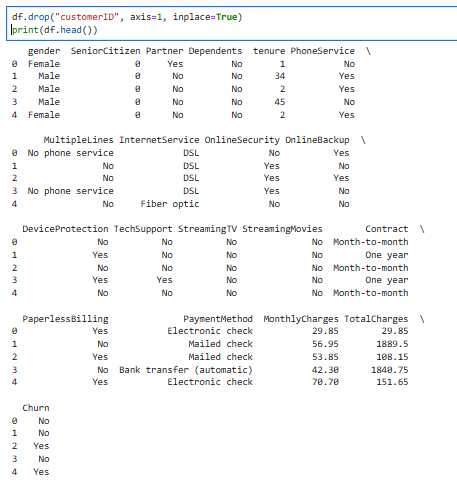 df.drop("customerID", axis=1, inplace=True)
print(df.head())
gender SeniorCitizen Partner Dependents tenure PhoneService \
0 Female 0 Yes No 1 No
1 Male 0 No No 34 Yes
2 Male 0 No No 2 Yes
3 Male 0 No No 45 No
4 Female 0 No No 2 Yes
MultipleLines InternetService OnlineSecurity OnlineBackup \
0 No phone service DSL No Yes
1 No DSL Yes No
2 No DSL Yes Yes
3 No phone service DSL Yes No
4 No Fiber optic No No
DeviceProtection TechSupport StreamingTV StreamingMovies Contract \
0 No No No No Month-to-month
1 Yes No No No One year
2 No No No No Month-to-month
3 Yes Yes No No One year
4 No No No No Month-to-month
PaperlessBilling PaymentMethod MonthlyCharges TotalCharges \
0 Yes Electronic check 29.85 29.85
1 No Mailed check 56.95 1889.5
2 Yes Mailed check 53.85 108.15
3 No Bank transfer (automatic) 42.30 1840.75
4 Yes Electronic check 70.70 151.65
Churn
0 No
1 No
2 Yes
3 No
4 Yes